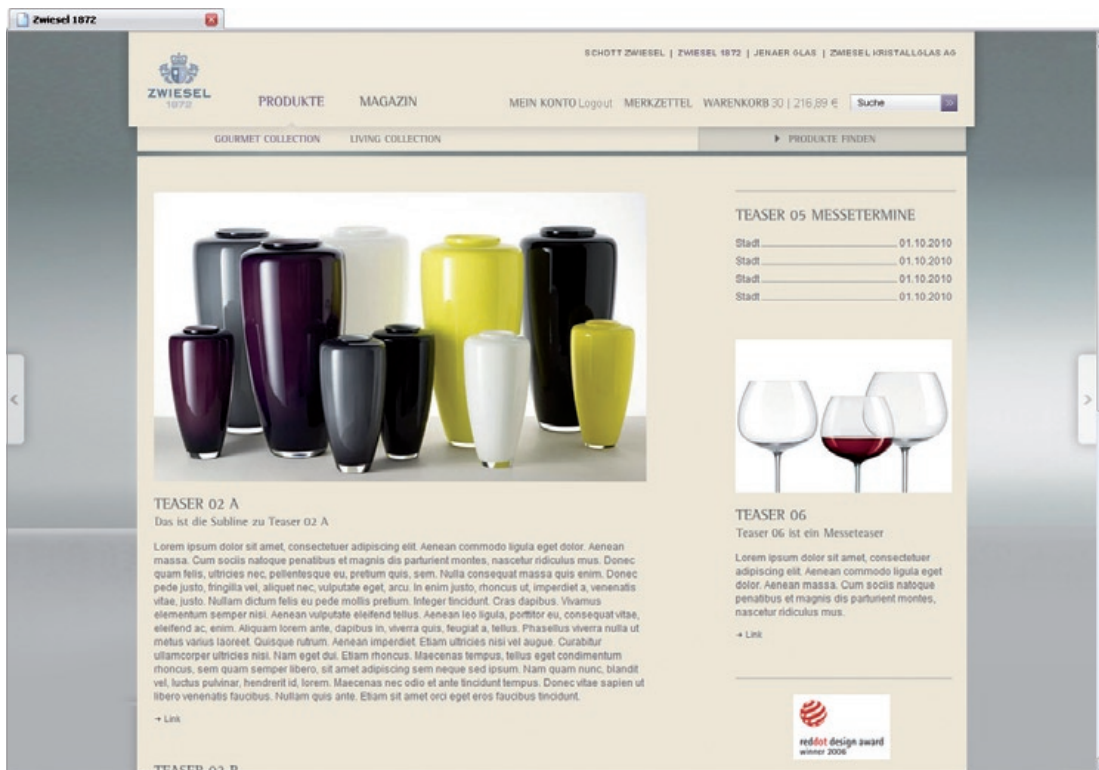 Zwiesel 1872
SCHOTT ZWIESEL | ZWIESEL 1872 | JENAER GLAS | ZWIESEL KRISTALLGLAS AG
ZWIESEL
1872
PRODUKTE MAGAZIN MEIN KONTO Logout MERKZETTEL WARENKORB 30 | 216,89 € Suche
GOURMET COLLECTION LIVING COLLECTION PRODUKTE FINDEN
TEASER 02 A
Das ist die Subline zu Teaser 02 A
Lorem ipsum dolor sit amet, consectetuer adipiscing elit. Aenean commodo ligula eget dolor. Aenean
massa. Cum sociis natoque penatibus et magnis dis parturient montes, nascetur ridiculus mus. Donec
quam felis, ultricies nec, pellentesque eu, pretium quis, sem. Nulla consequat massa quis enim. Donec
pede justo, fringilla vel, aliquet nec, vulputate eget, arcu. In enim justo, rhoncus ut, imperdiet a, venenatis
vitae, justo. Nullam dictum felis eu pede mollis pretium. Integer tincidunt. Cras dapibus. Vivamus
elementum semper nisi. Aenean vulputate eleifend tellus. Aenean leo ligula, porttitor eu, consequat vitae,
eleifend ac, enim. Aliquam lorem ante, dapibus in, viverra quis, feugiat a, tellus. Phasellus viverra nulla ut
metus varius laoreet. Quisque rutrum. Aenean imperdiet. Etiam ultricies nisi vel augue. Curabitur
ullamcorper ultricies nisi. Nam eget dui. Etiam rhoncus. Maecenas tempus, tellus eget condimentum
rhoncus, sem quam semper libero, sit amet adipiscing sem neque sed ipsum. Nam quam nunc, blandit
vel, luctus pulvinar, hendrerit id, lorem. Maecenas nec odio et ante tincidunt tempus. Donec vitae sapien ut
libero venenatis faucibus. Nullam quis ante. Etiam sit amet orci eget eros faucibus tincidunt.
Link
TEASER 02 B
TEASER 05 MESSETERMINE
Stadt 01.10.2010
Stadt 01.10.2010
Stadt 01.10.2010
Stadt 01.10.2010
TEASER 06
Teaser 06 ist ein Messeteaser
Lorem ipsum dolor sit amet, consectetuer
adipiscing elit. Aenean commodo ligula eget
dolor. Aenean massa. Cum sociis natoque
penatibus et magnis dis parturient montes,
nascetur ridiculus mus.
Link
reddot design award
winner 2006